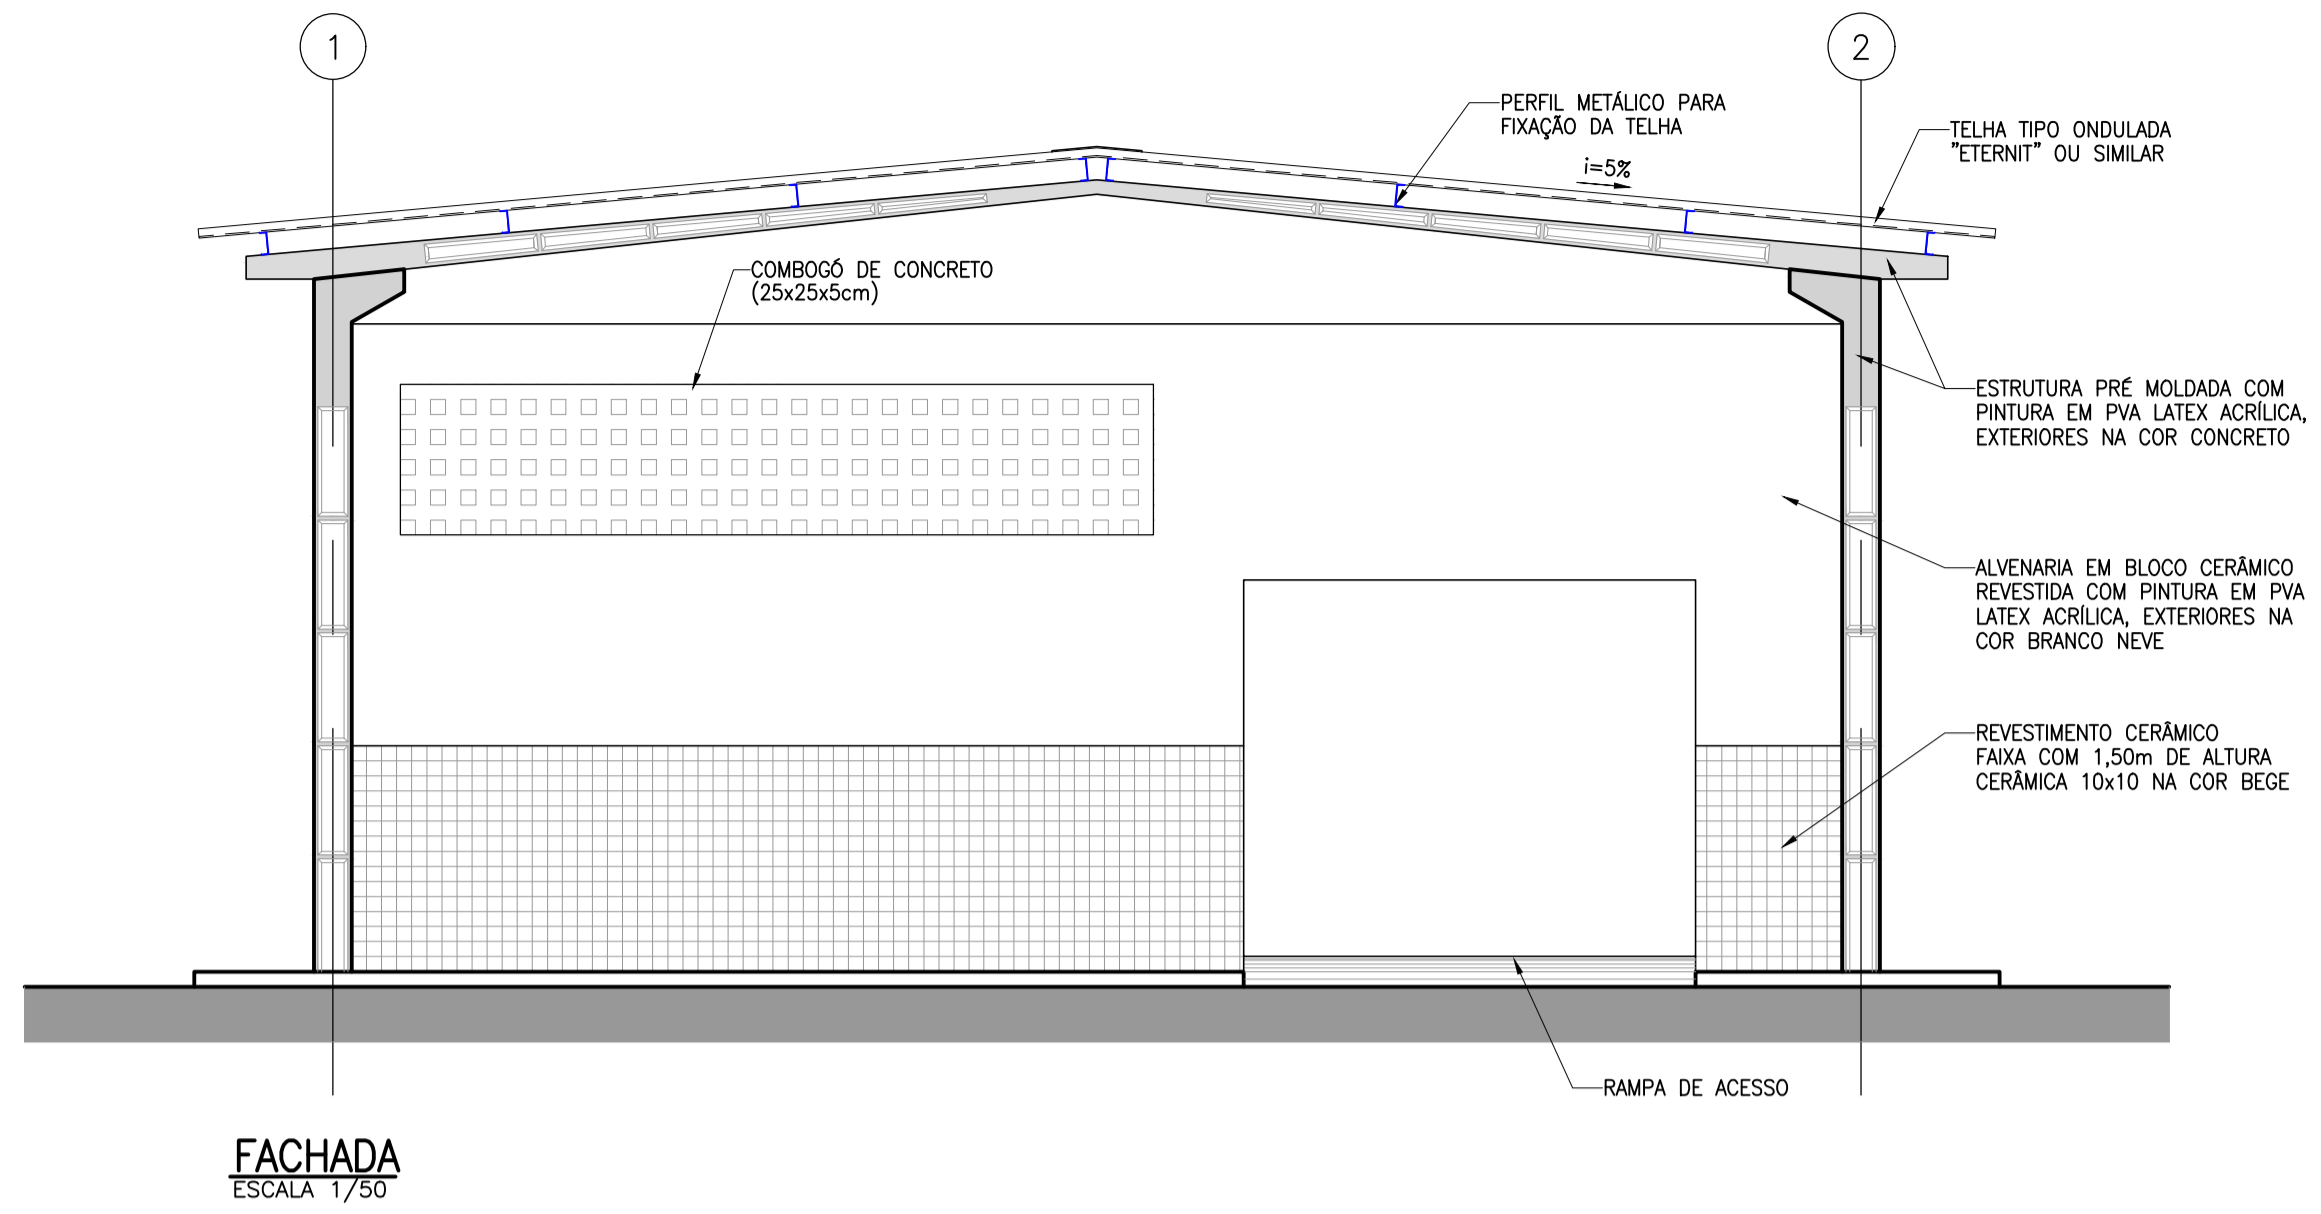 1
2
PERFIL METÁLICO PARA
FIXAÇÃO DA TELHA
TELHA TIPO ONDULADA
"ETERNIT" OU SIMILAR
i=5%
COMBOGÓ DE CONCRETO
(25x25x5cm)
ESTRUTURA PRÉ MOLDADA COM
PINTURA EM PVA LATEX ACRÍLICA,
EXTERIORES NA COR CONCRETO
ALVENARIA EM BLOCO CERÂMICO
REVESTIDA COM PINTURA EM PVA
LATEX ACRÍLICA, EXTERIORES NA
COR BRANCO NEVE
REVESTIMENTO CERÂMICO
FAIXA COM 1,50m DE ALTURA
CERÂMICA 10x10 NA COR BEGE
RAMPA DE ACESSO
FACHADA
ESCALA 1/50